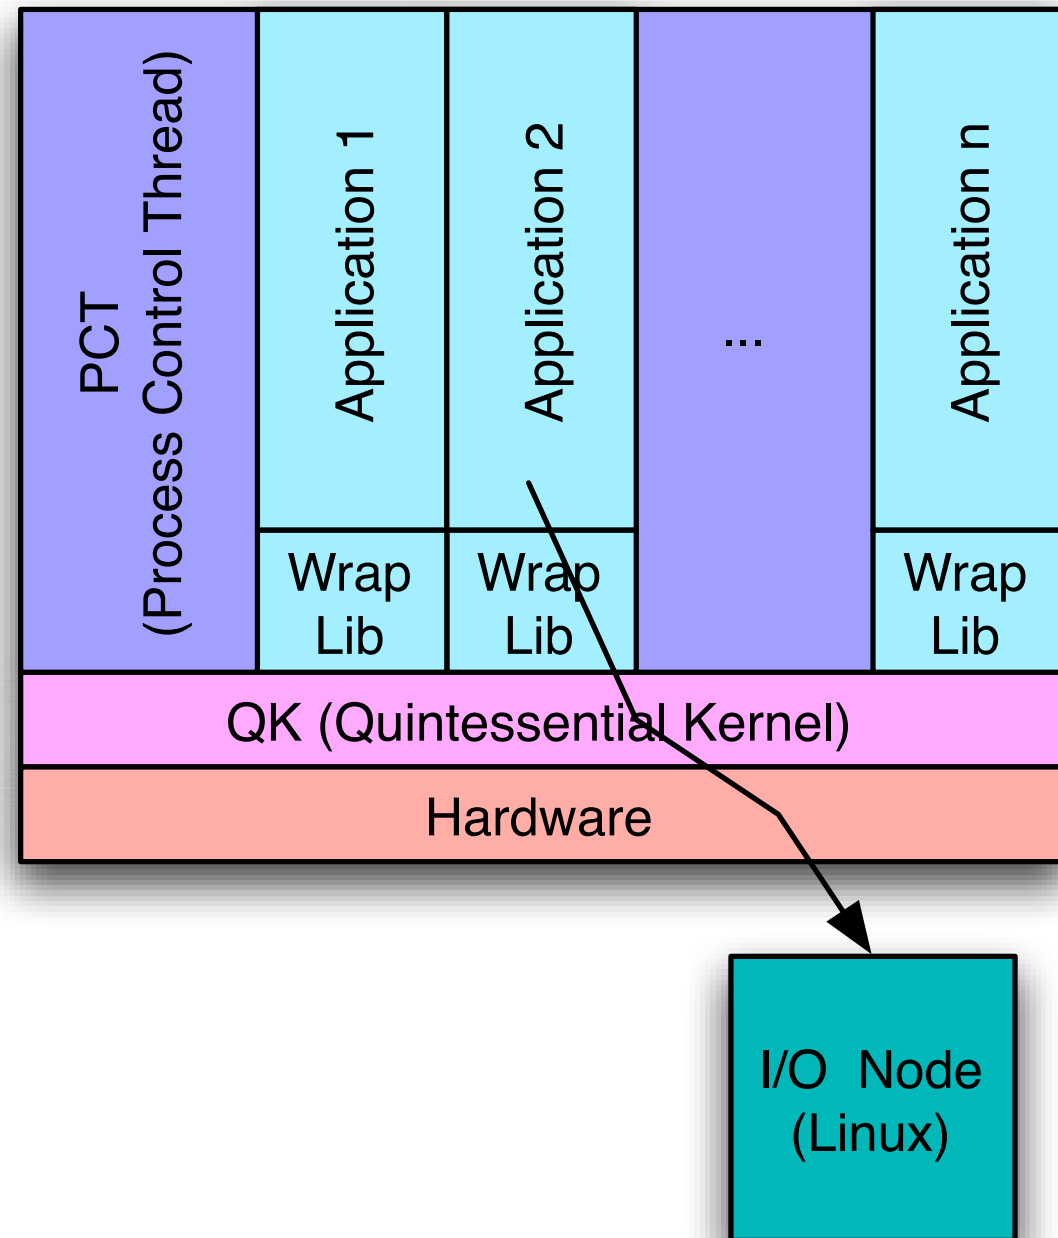 PCT
(Process Control Thread)
Application 1
Application 2
...
Application n
Wrap
Lib
Wrap
Lib
Wrap
Lib
QK (Quintessential Kernel)
Hardware
I/O Node
(Linux)